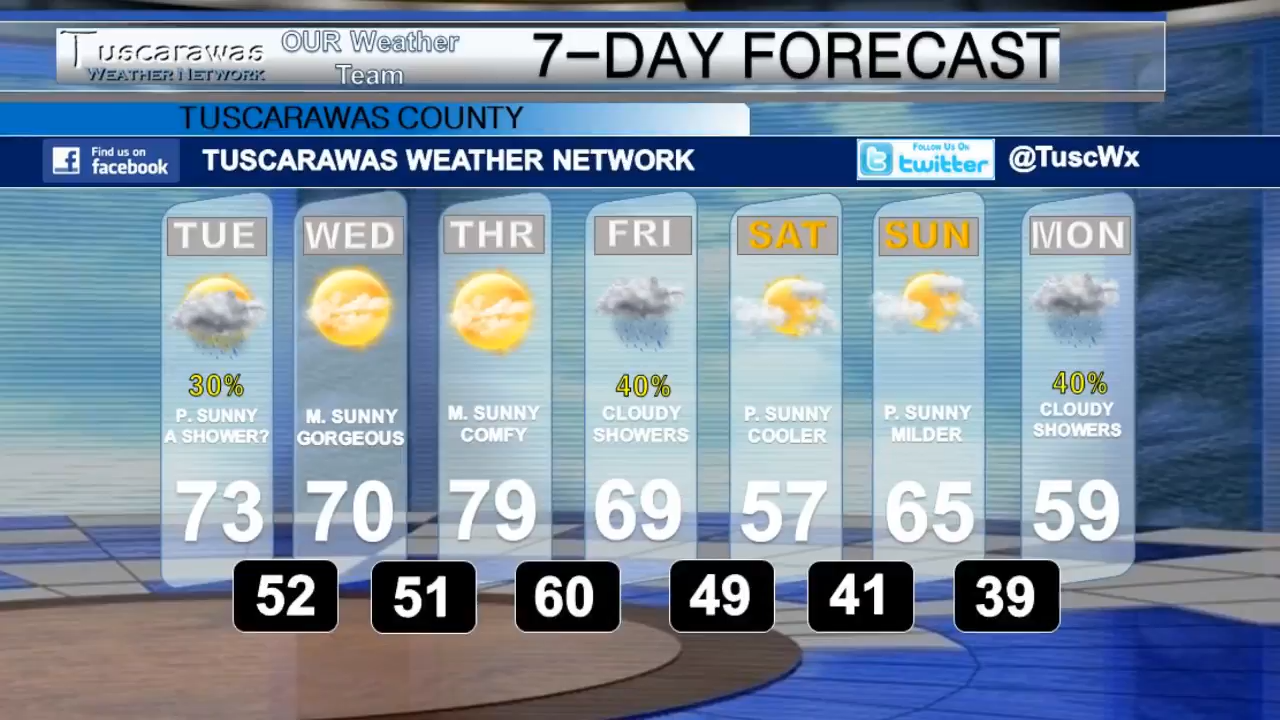 Tuscarawas
WEATHER NETWORK
OUR Weather
Team
7-DAY FORECAST
TUSCARAWAS COUNTY
Find us on
facebook
TUSCARAWAS WEATHER NETWORK
FOLLOW US ON
twitter
@TuscWx
TUE WED THR FRI SAT SUN MON
30% 40% 40%
P. SUNNY M. SUNNY M. SUNNY CLOUDY P. SUNNY P. SUNNY CLOUDY
A SHOWER? GORGEOUS COMFY SHOWERS COOLER MILDER SHOWERS
73 70 79 69 57 65 59
52 51 60 49 41 39